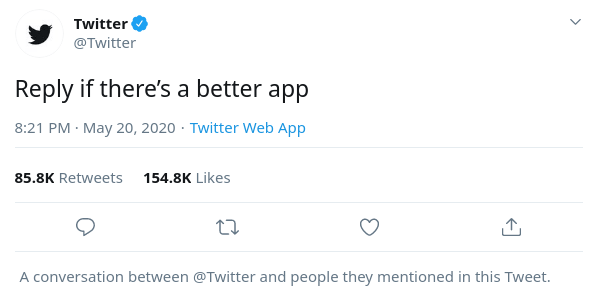 Twitter
@Twitter
Reply if there’s a better app
8:21 PM · May 20, 2020 · Twitter Web App
85.8K Retweets 154.8K Likes
A conversation between @Twitter and people they mentioned in this Tweet.